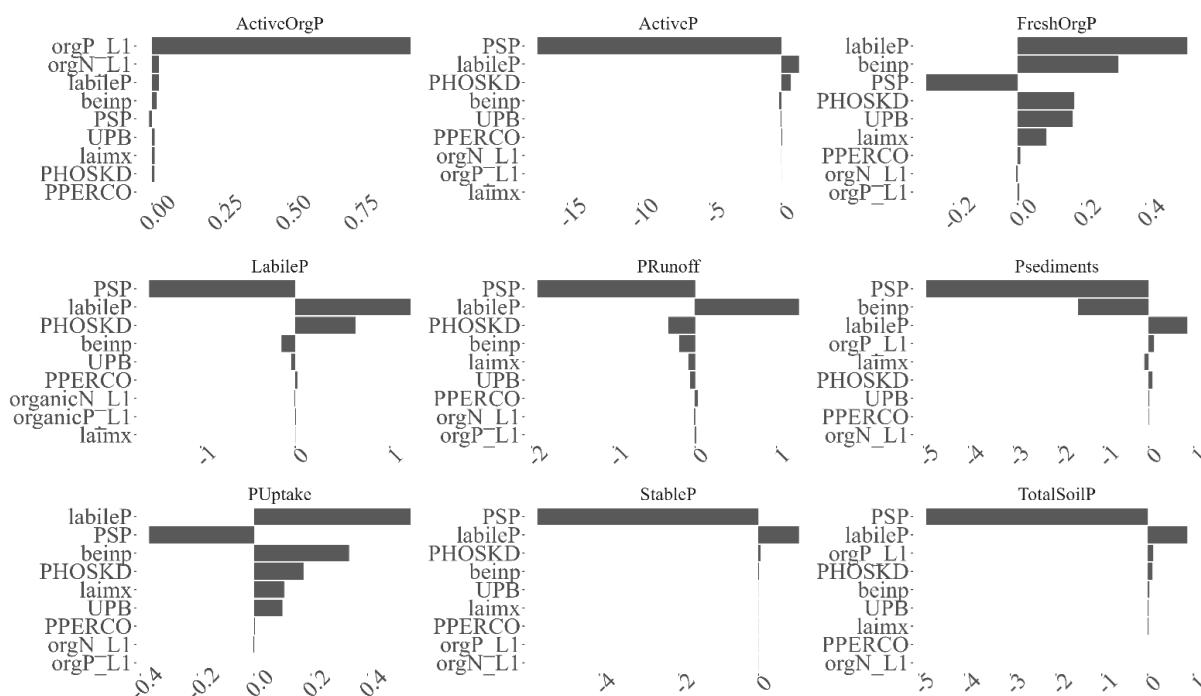 ActiveOrgP
orgP_L1
orgN_L1
labileP
beinp
PSP
UPB
laimx
PHOSKD
PPERCO
0.00
0.25
0.50
0.75
ActiveP
PSP
labileP
PHOSKD
beinp
UPB
PPERCO
orgN_L1
orgP_L1
laimx
-15
-10
-5
0
FreshOrgP
labileP
beinp
PSP
PHOSKD
UPB
laimx
PPERCO
orgN_L1
orgP_L1
-0.2
0.0
0.2
0.4
LabileP
PSP
labileP
PHOSKD
beinp
UPB
PPERCO
organicN_L1
organicP_L1
laimx
-1
0
1
PRunoff
PSP
labileP
PHOSKD
beinp
laimx
UPB
PPERCO
orgN_L1
orgP_L1
-2
-1
0
1
Psediments
PSP
beinp
labileP
orgP_L1
laimx
PHOSKD
UPB
PPERCO
orgN_L1
-5
-4
-3
-2
-1
0
1
PUptake
labileP
PSP
beinp
PHOSKD
laimx
UPB
PPERCO
orgN_L1
orgP_L1
-0.4
-0.2
0.0
0.2
0.4
StableP
PSP
labileP
PHOSKD
beinp
UPB
laimx
PPERCO
orgP_L1
orgN_L1
-4
-2
0
TotalSoilP
PSP
labileP
orgP_L1
PHOSKD
beinp
UPB
laimx
PPERCO
orgN_L1
-5
-4
-3
-2
-1
0
1